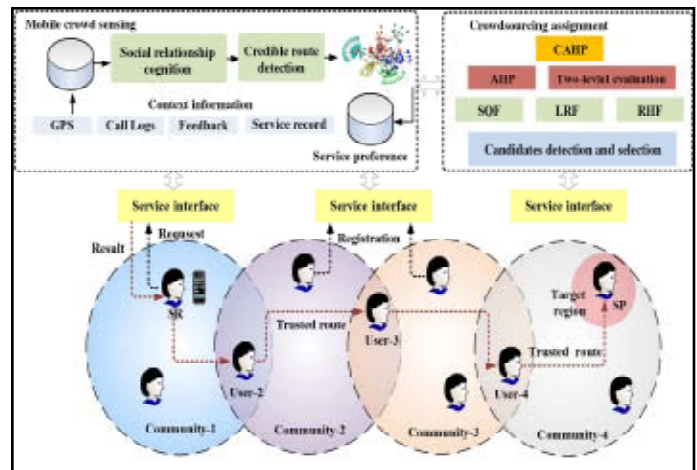 Mobile crowd sensing
Social relationship
cognition
Credible route
detection
Context information
GPS
Call Logs
Feedback
Service record
Service preference
Crowdsourcing assignment
CAHP
AHP
Two-level evaluation
SQF
LRF
RHF
Candidates detection and selection
Service interface
Service interface
Service interface
Result
Requsest
Registration
SR
Trusted route
User-2
User-3
User-4
Target
region
SP
Trusted route
Community-1
Community-2
Community-3
Community-4